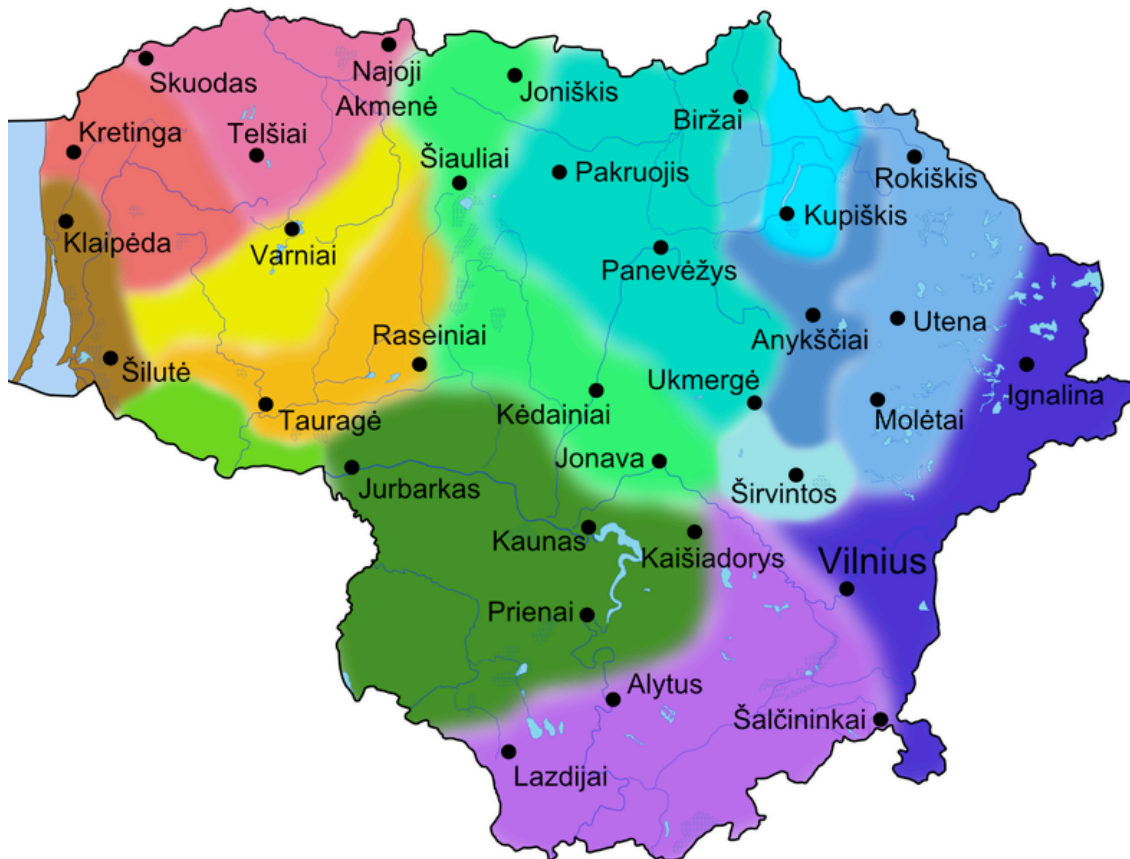 Skuodas
Najoji
Akmenė
Joniškis
Biržai
Kretinga
Telšiai
Šiauliai
Pakruojis
Rokiškis
Klaipėda
Varniai
Kupiškis
Panevėžys
Anykščiai
Utena
Šilutė
Raseiniai
Ukmergė
Ignalina
Tauragė
Kėdainiai
Molėtai
Jonava
Jurbarkas
Širvintos
Kaunas
Kaišiadorys
Vilnius
Prienai
Alytus
Šalčininkai
Lazdijai